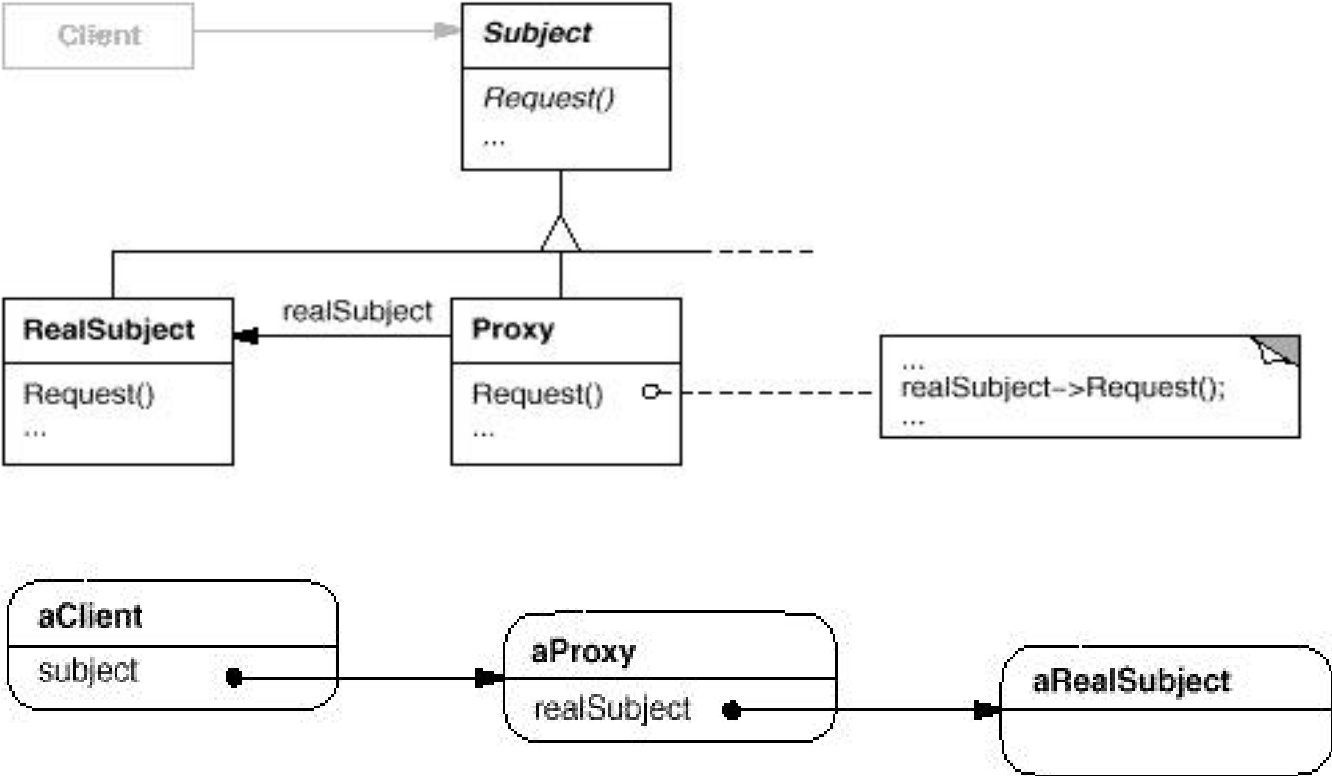 Client
Subject
Request()
...
realSubject
RealSubject
Request()
...
Proxy
Request()
...
...
realSubject->Request();
...
aClient
subject
aProxy
realSubject
aRealSubject